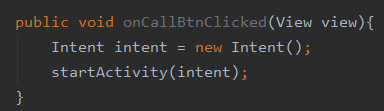 public void onCallBtnClicked(View view){
    Intent intent = new Intent();
    startActivity(intent);
}